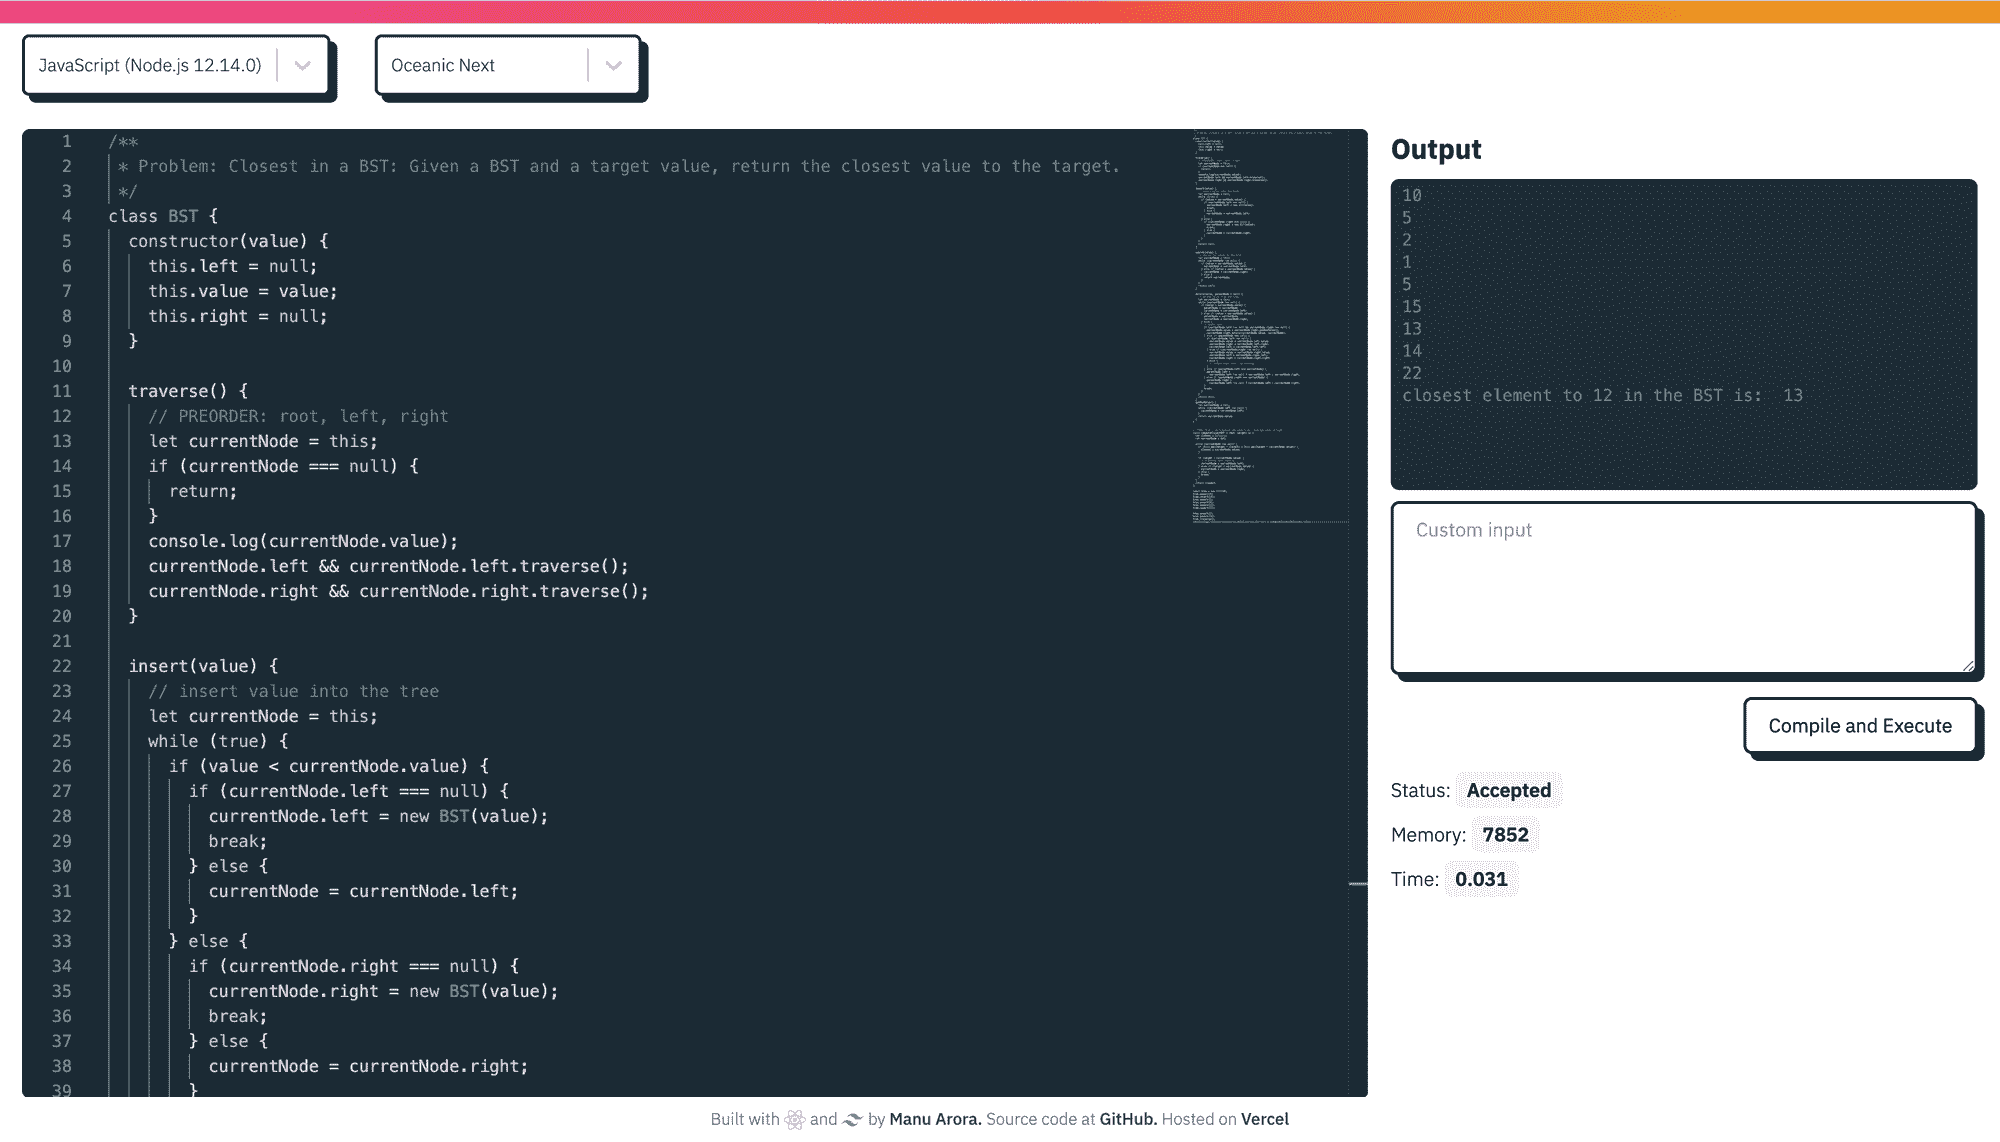 JavaScript (Node.js 12.14.0)
Oceanic Next
1 /**
2 * Problem: Closest in a BST: Given a BST and a target value, return the closest value to the target.
3 */
4 class BST {
5 constructor(value) {
6 this.left = null;
7 this.value = value;
8 this.right = null;
9 }
10
11 traverse() {
12 // PREORDER: root, left, right
13 let currentNode = this;
14 if (currentNode === null) {
15 return;
16 }
17 console.log(currentNode.value);
18 currentNode.left && currentNode.left.traverse();
19 currentNode.right && currentNode.right.traverse();
20 }
21
22 insert(value) {
23 // insert value into the tree
24 let currentNode = this;
25 while (true) {
26 if (value < currentNode.value) {
27 if (currentNode.left === null) {
28 currentNode.left = new BST(value);
29 break;
30 } else {
31 currentNode = currentNode.left;
32 }
33 } else {
34 if (currentNode.right === null) {
35 currentNode.right = new BST(value);
36 break;
37 } else {
38 currentNode = currentNode.right;
39 }
Output
10
5
2
1
5
15
13
14
22
closest element to 12 in the BST is:  13
Custom input
Compile and Execute
Status: Accepted
Memory: 7852
Time: 0.031
Built with and by Manu Arora. Source code at GitHub. Hosted on Vercel